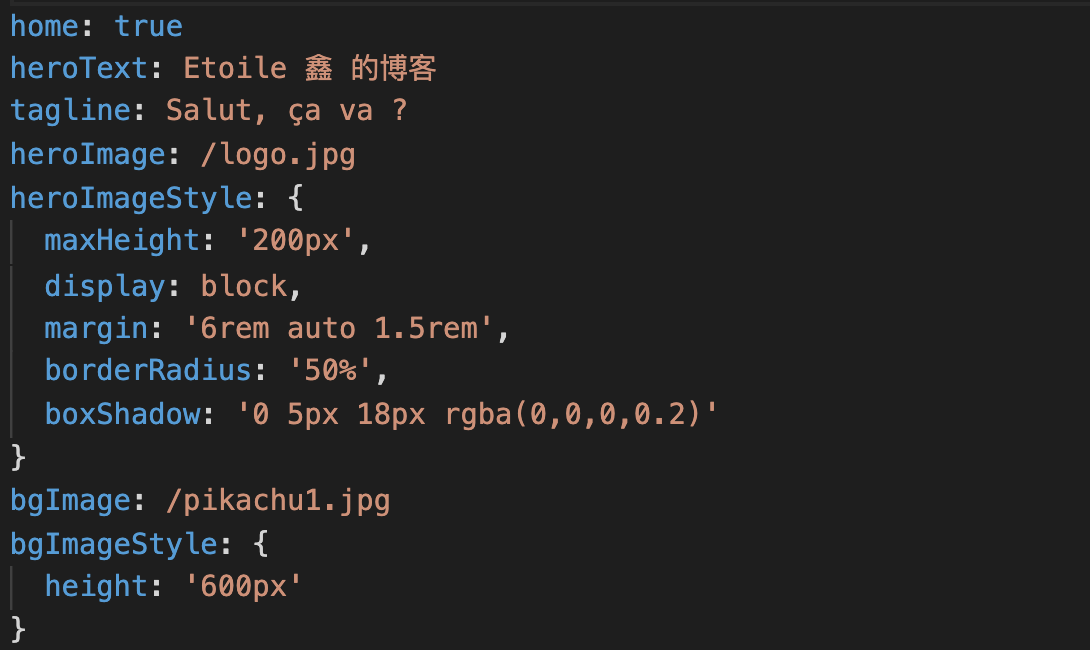 home: true
heroText: Etoile 鑫 的博客
tagline: Salut, ça va ?
heroImage: /logo.jpg
heroImageStyle: {
  maxHeight: '200px',
  display: block,
  margin: '6rem auto 1.5rem',
  borderRadius: '50%',
  boxShadow: '0 5px 18px rgba(0,0,0,0.2)'
}
bgImage: /pikachu1.jpg
bgImageStyle: {
  height: '600px'
}